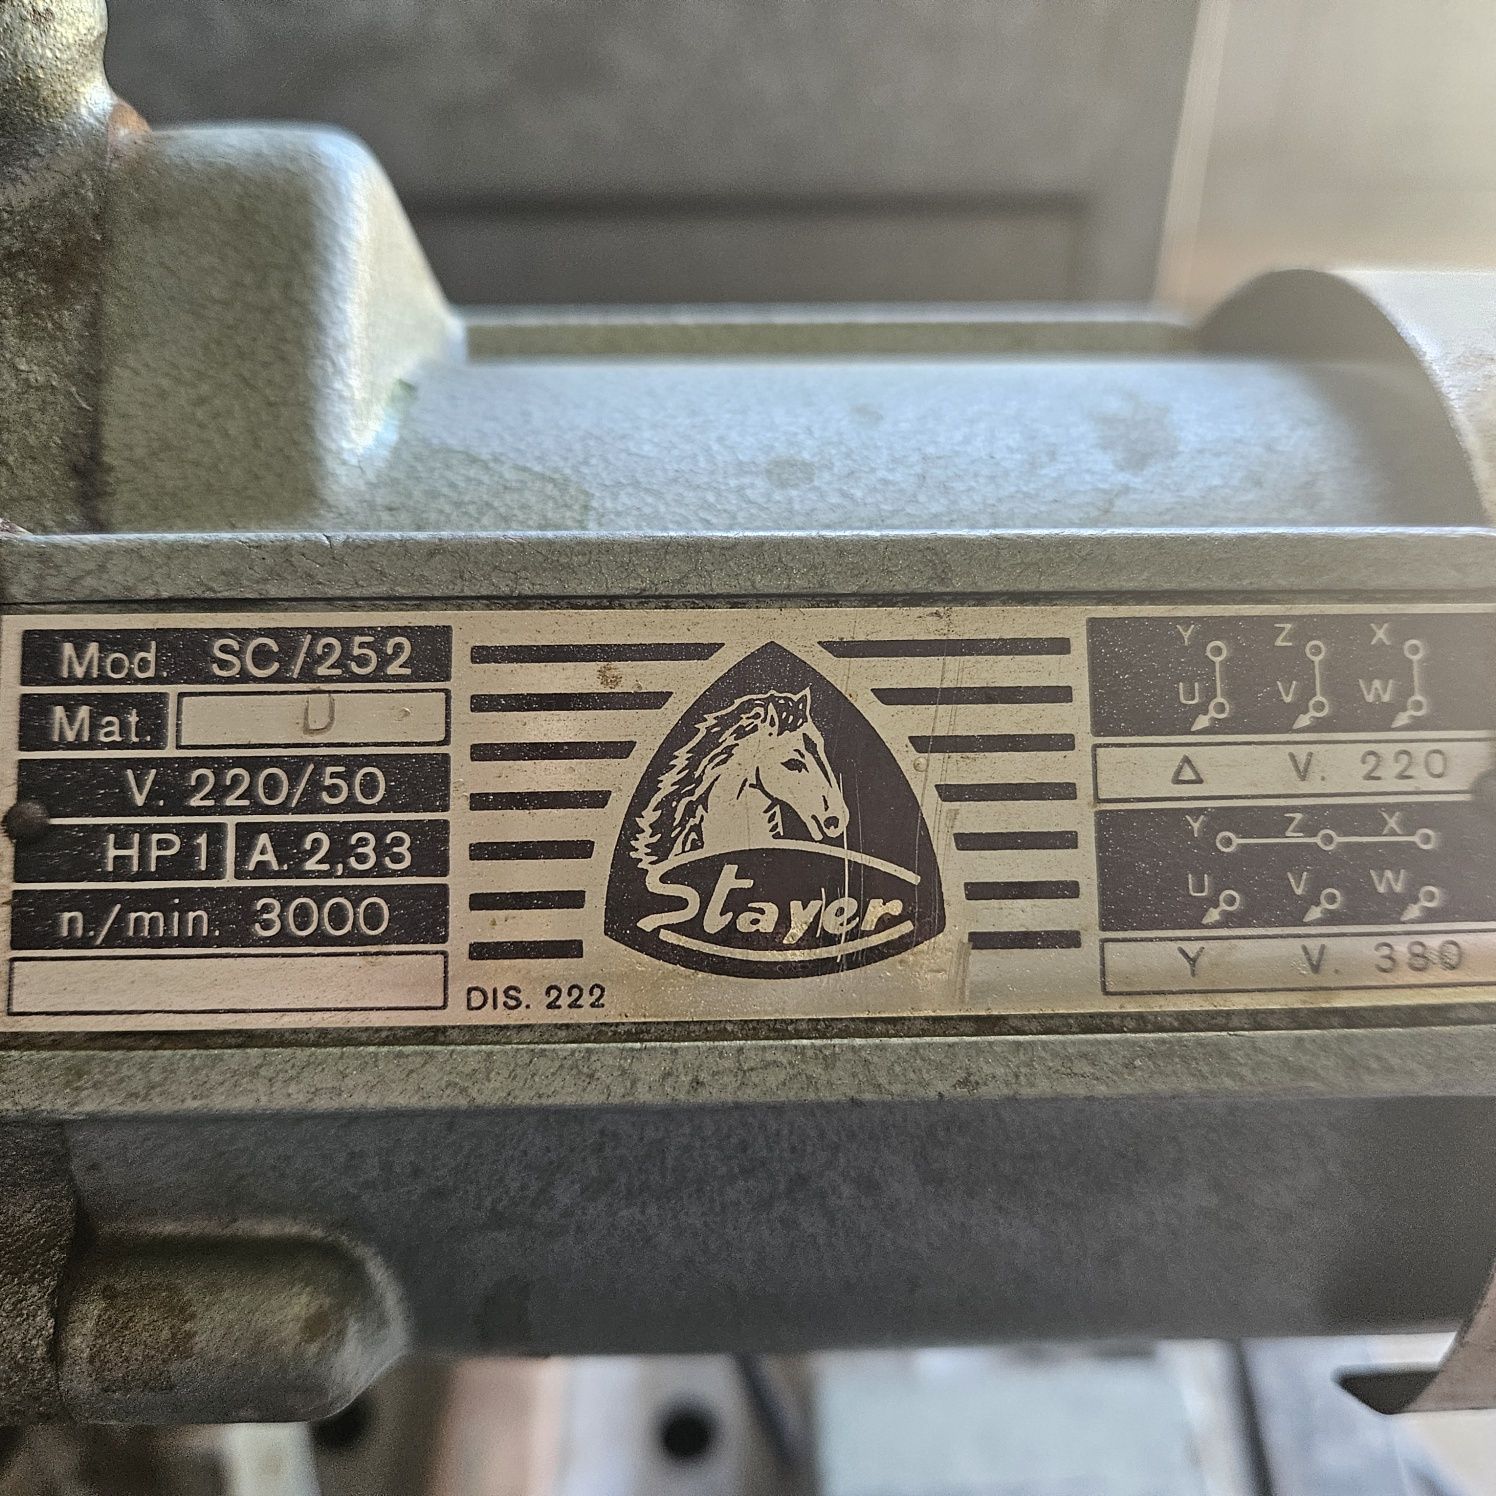 Mod. SC/252
Mat. U
V. 220/50
HP1 A. 2,33
n./min. 3000
Stayer
DIS. 222
Y Z X
U V W
Δ V. 220
Y Z X
U V W
Y V. 380